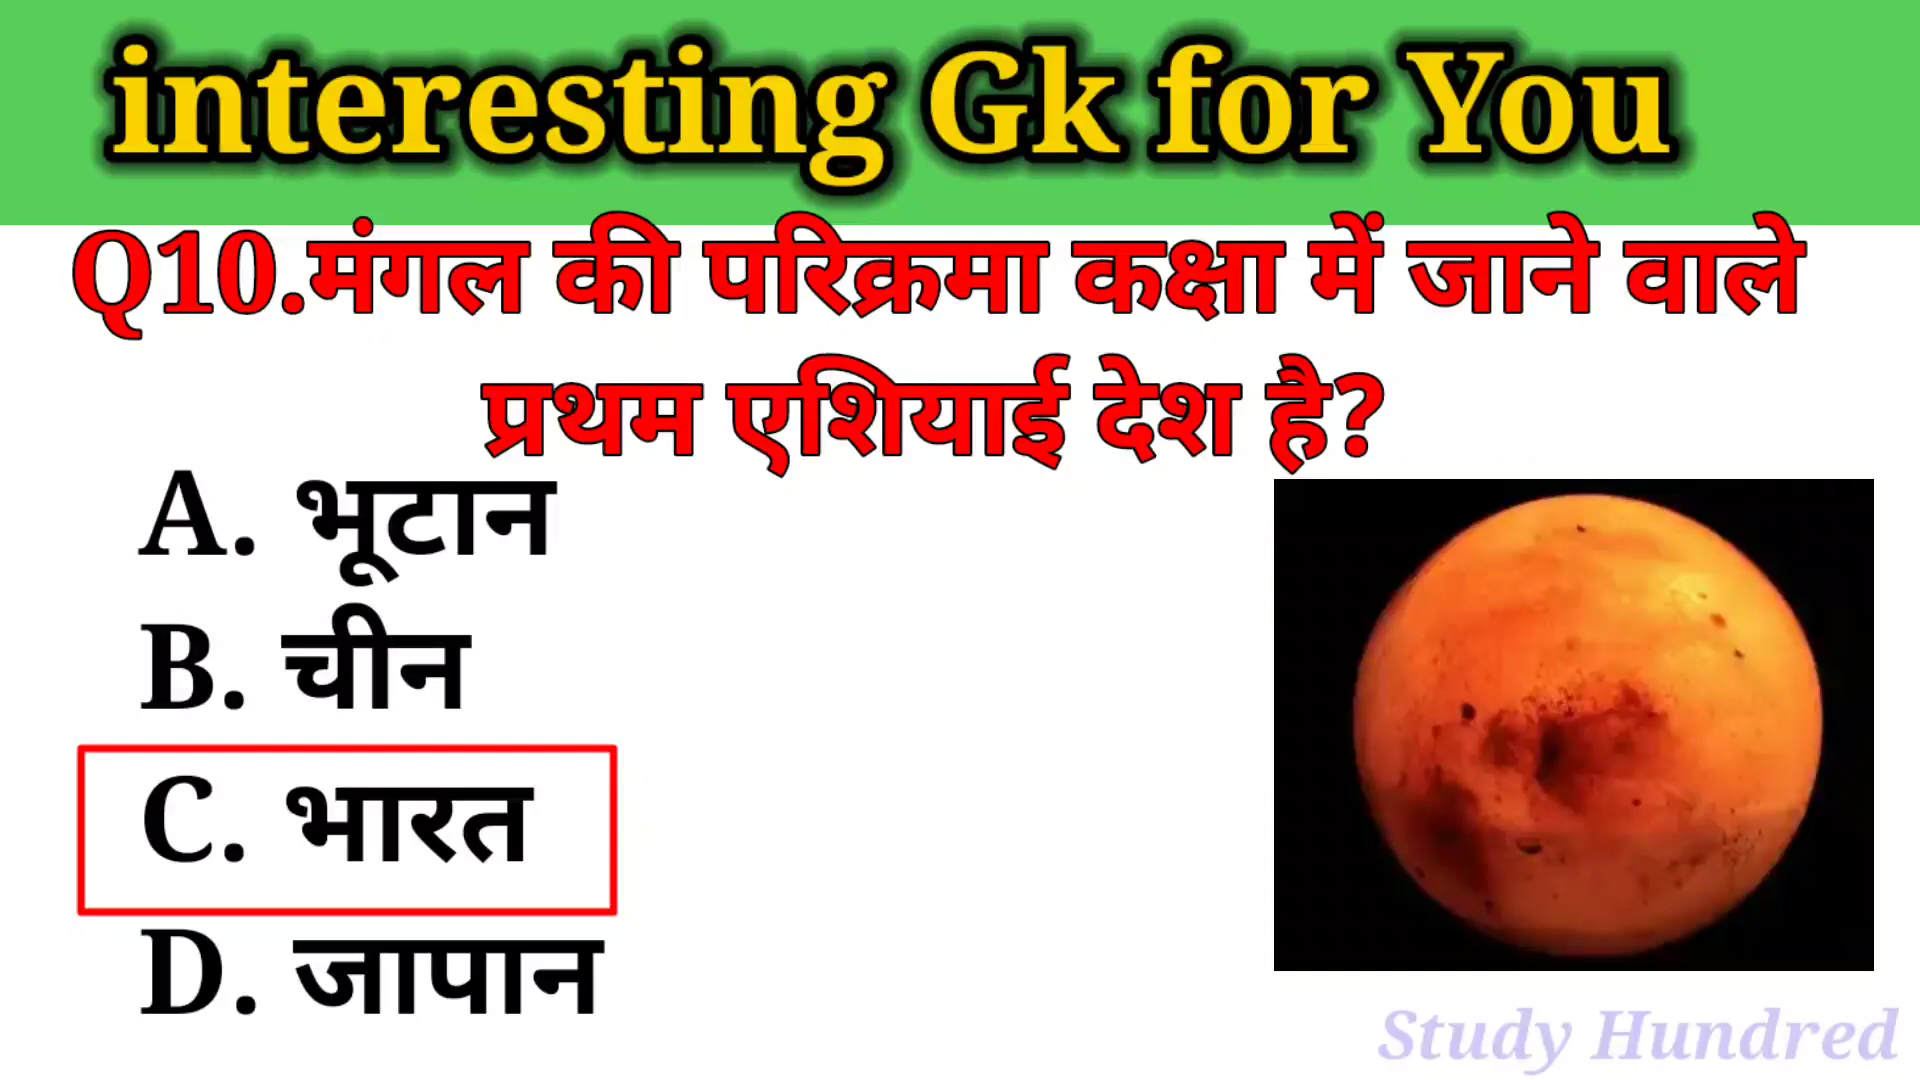 interesting Gk for You
Q10.मंगल की परिक्रमा कक्षा में जाने वाले
प्रथम एशियाई देश है?
A. भूटान
B. चीन
C. भारत
D. जापान
Study Hundred